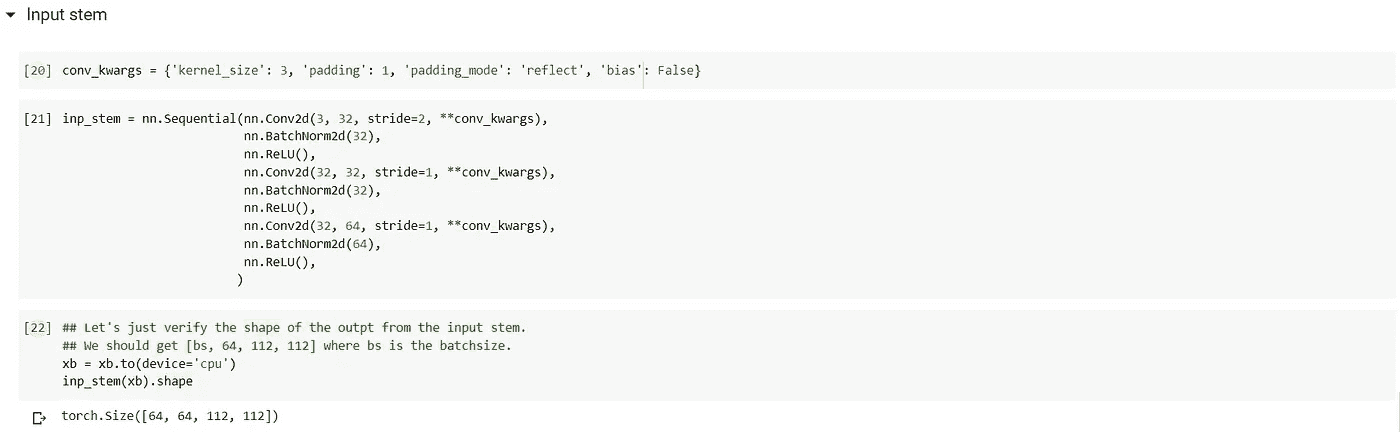 Input stem
[20] conv_kwargs = {'kernel_size': 3, 'padding': 1, 'padding_mode': 'reflect', 'bias': False}
[21] inp_stem = nn.Sequential(nn.Conv2d(3, 32, stride=2, **conv_kwargs),
nn.BatchNorm2d(32),
nn.ReLU(),
nn.Conv2d(32, 32, stride=1, **conv_kwargs),
nn.BatchNorm2d(32),
nn.ReLU(),
nn.Conv2d(32, 64, stride=1, **conv_kwargs),
nn.BatchNorm2d(64),
nn.ReLU(),
)
[22] ## Let's just verify the shape of the outpt from the input stem.
## We should get [bs, 64, 112, 112] where bs is the batchsize.
xb = xb.to(device='cpu')
inp_stem(xb).shape
torch.Size([64, 64, 112, 112])